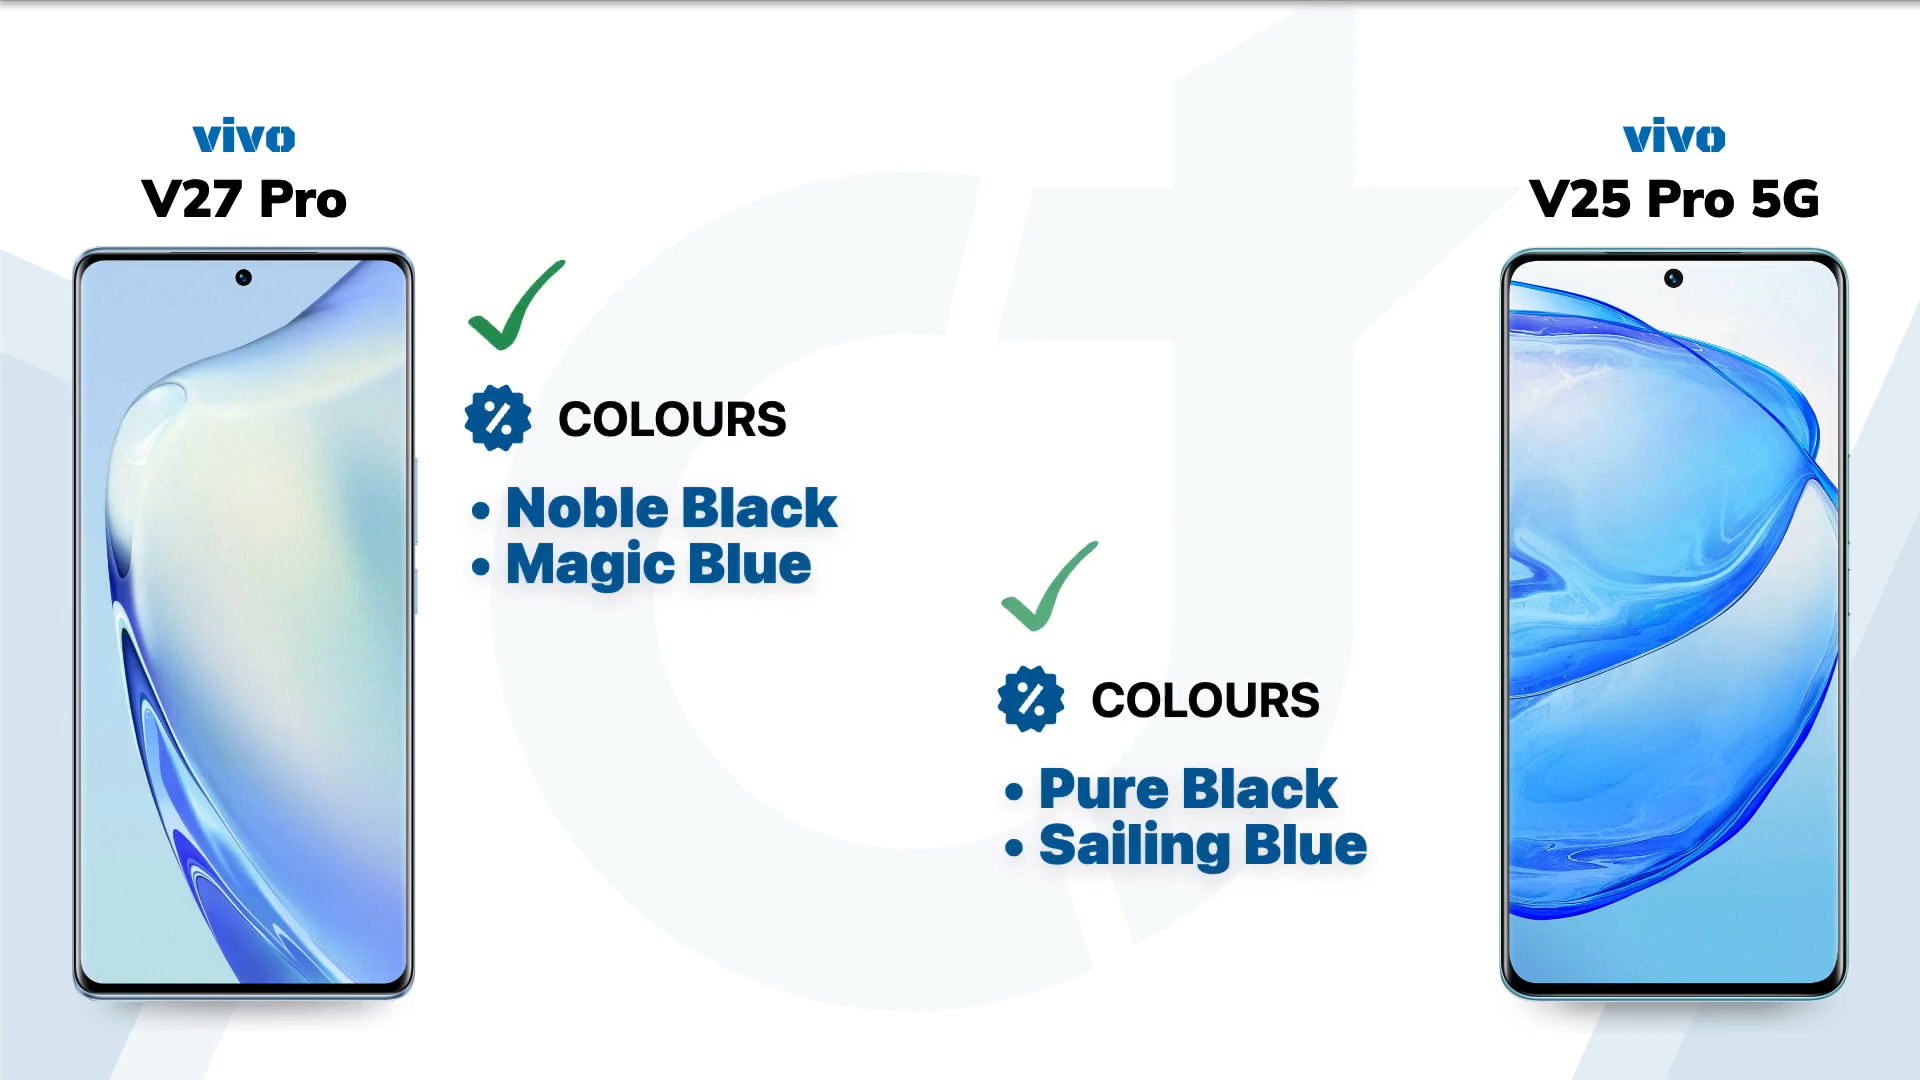 vivo
V27 Pro
COLOURS
• Noble Black
• Magic Blue
vivo
V25 Pro 5G
COLOURS
• Pure Black
• Sailing Blue